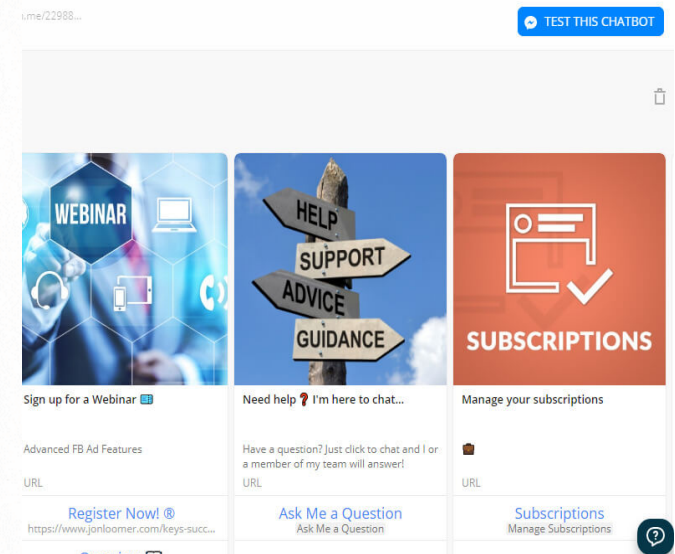 .me/22988...
TEST THIS CHATBOT
WEBINAR
HELP
SUPPORT
ADVICE
GUIDANCE
SUBSCRIPTIONS
Sign up for a Webinar
Advanced FB Ad Features
URL
Register Now! ®
https://www.jonloomer.com/keys-succ...
Need help ❓ I'm here to chat...
Have a question? Just click to chat and I or
a member of my team will answer!
URL
Ask Me a Question
Ask Me a Question
Manage your subscriptions
URL
Subscriptions
Manage Subscriptions